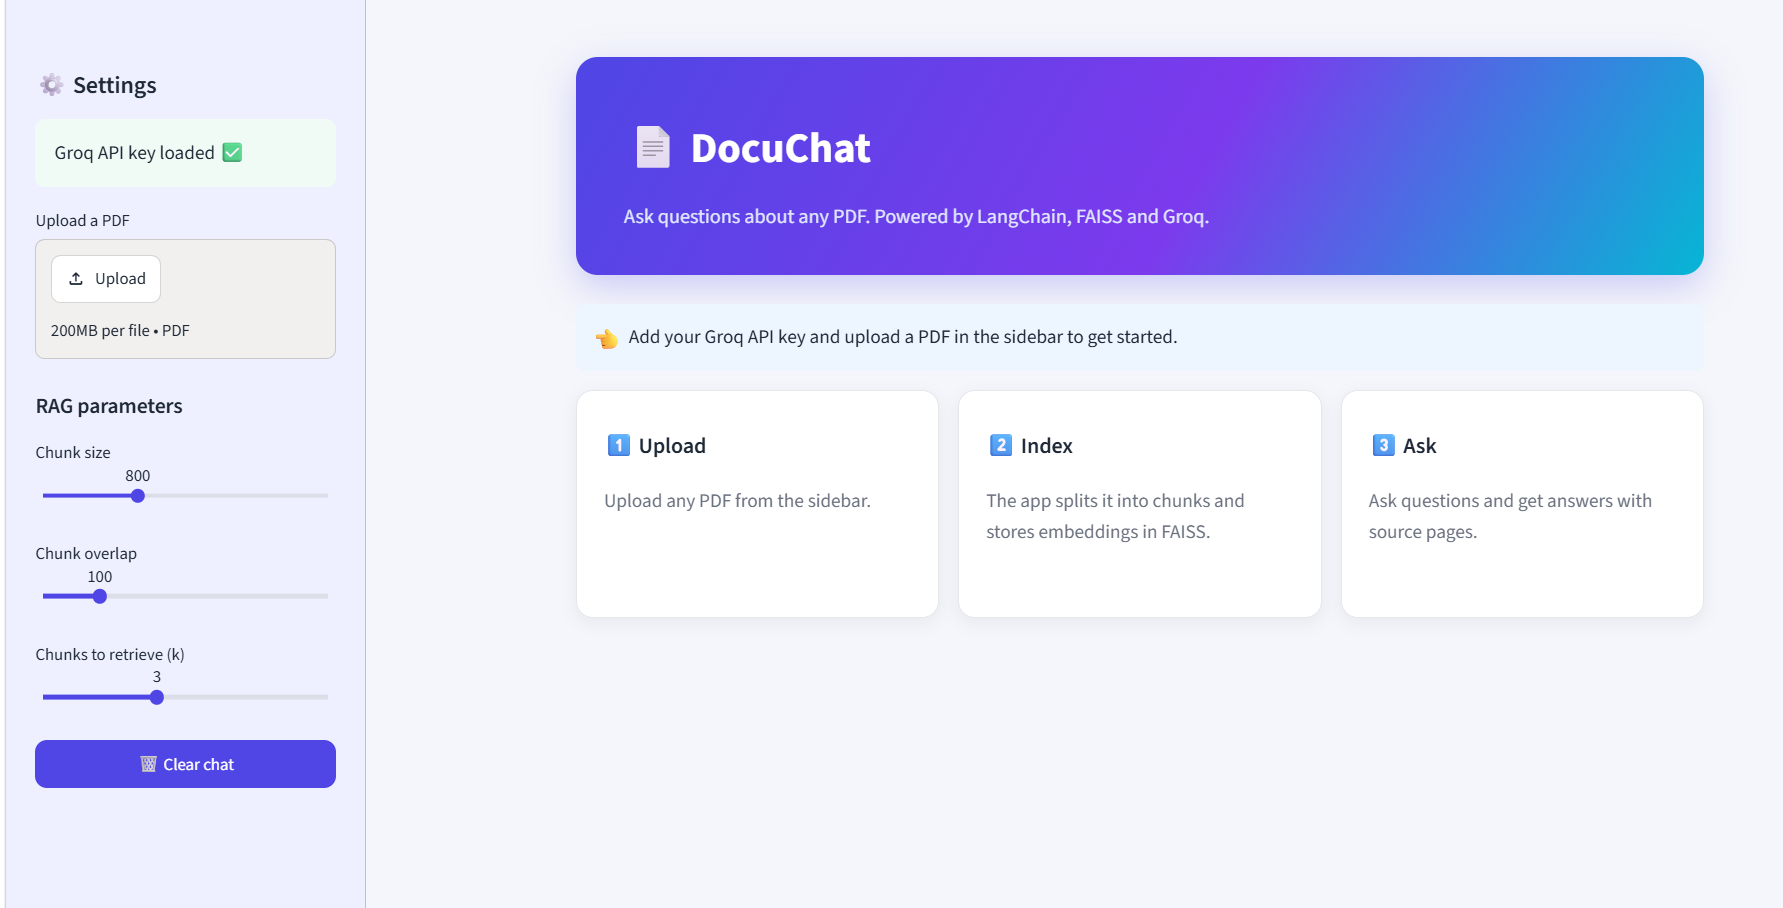 ⚙️ Settings
Groq API key loaded ✅
Upload a PDF
Upload
200MB per file • PDF
RAG parameters
Chunk size
800
Chunk overlap
100
Chunks to retrieve (k)
3
🗑️ Clear chat
📄 DocuChat
Ask questions about any PDF. Powered by LangChain, FAISS and Groq.
👈 Add your Groq API key and upload a PDF in the sidebar to get started.
1️⃣ Upload
Upload any PDF from the sidebar.
2️⃣ Index
The app splits it into chunks and
stores embeddings in FAISS.
3️⃣ Ask
Ask questions and get answers with
source pages.